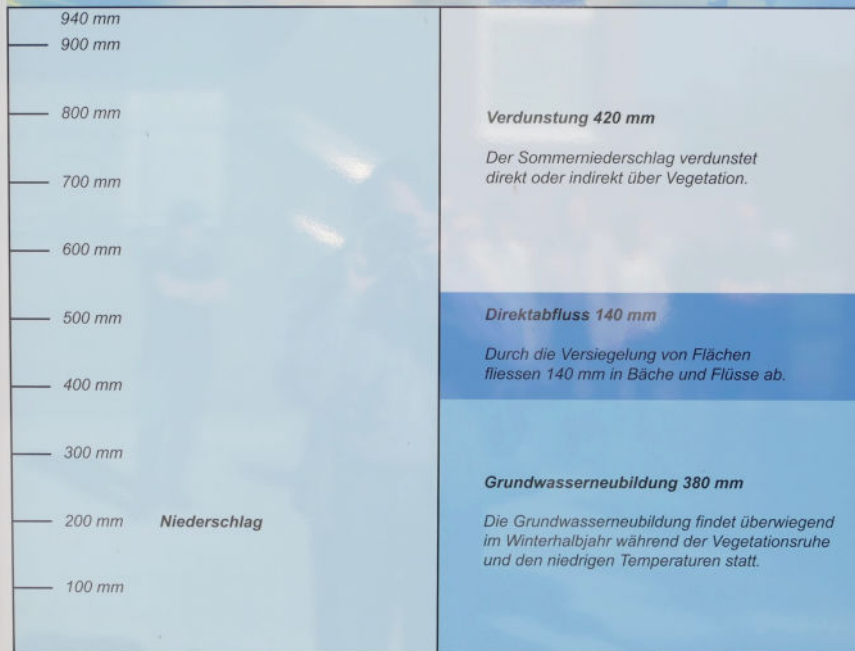 940 mm
900 mm
800 mm
700 mm
600 mm
500 mm
400 mm
300 mm
200 mm
Niederschlag
100 mm
Verdunstung 420 mm
Der Sommerniederschlag verdunstet
direkt oder indirekt über Vegetation.
Direktabfluss 140 mm
Durch die Versiegelung von Flächen
fliessen 140 mm in Bäche und Flüsse ab.
Grundwasserneubildung 380 mm
Die Grundwasserneubildung findet überwiegend
im Winterhalbjahr während der Vegetationsruhe
und den niedrigen Temperaturen statt.